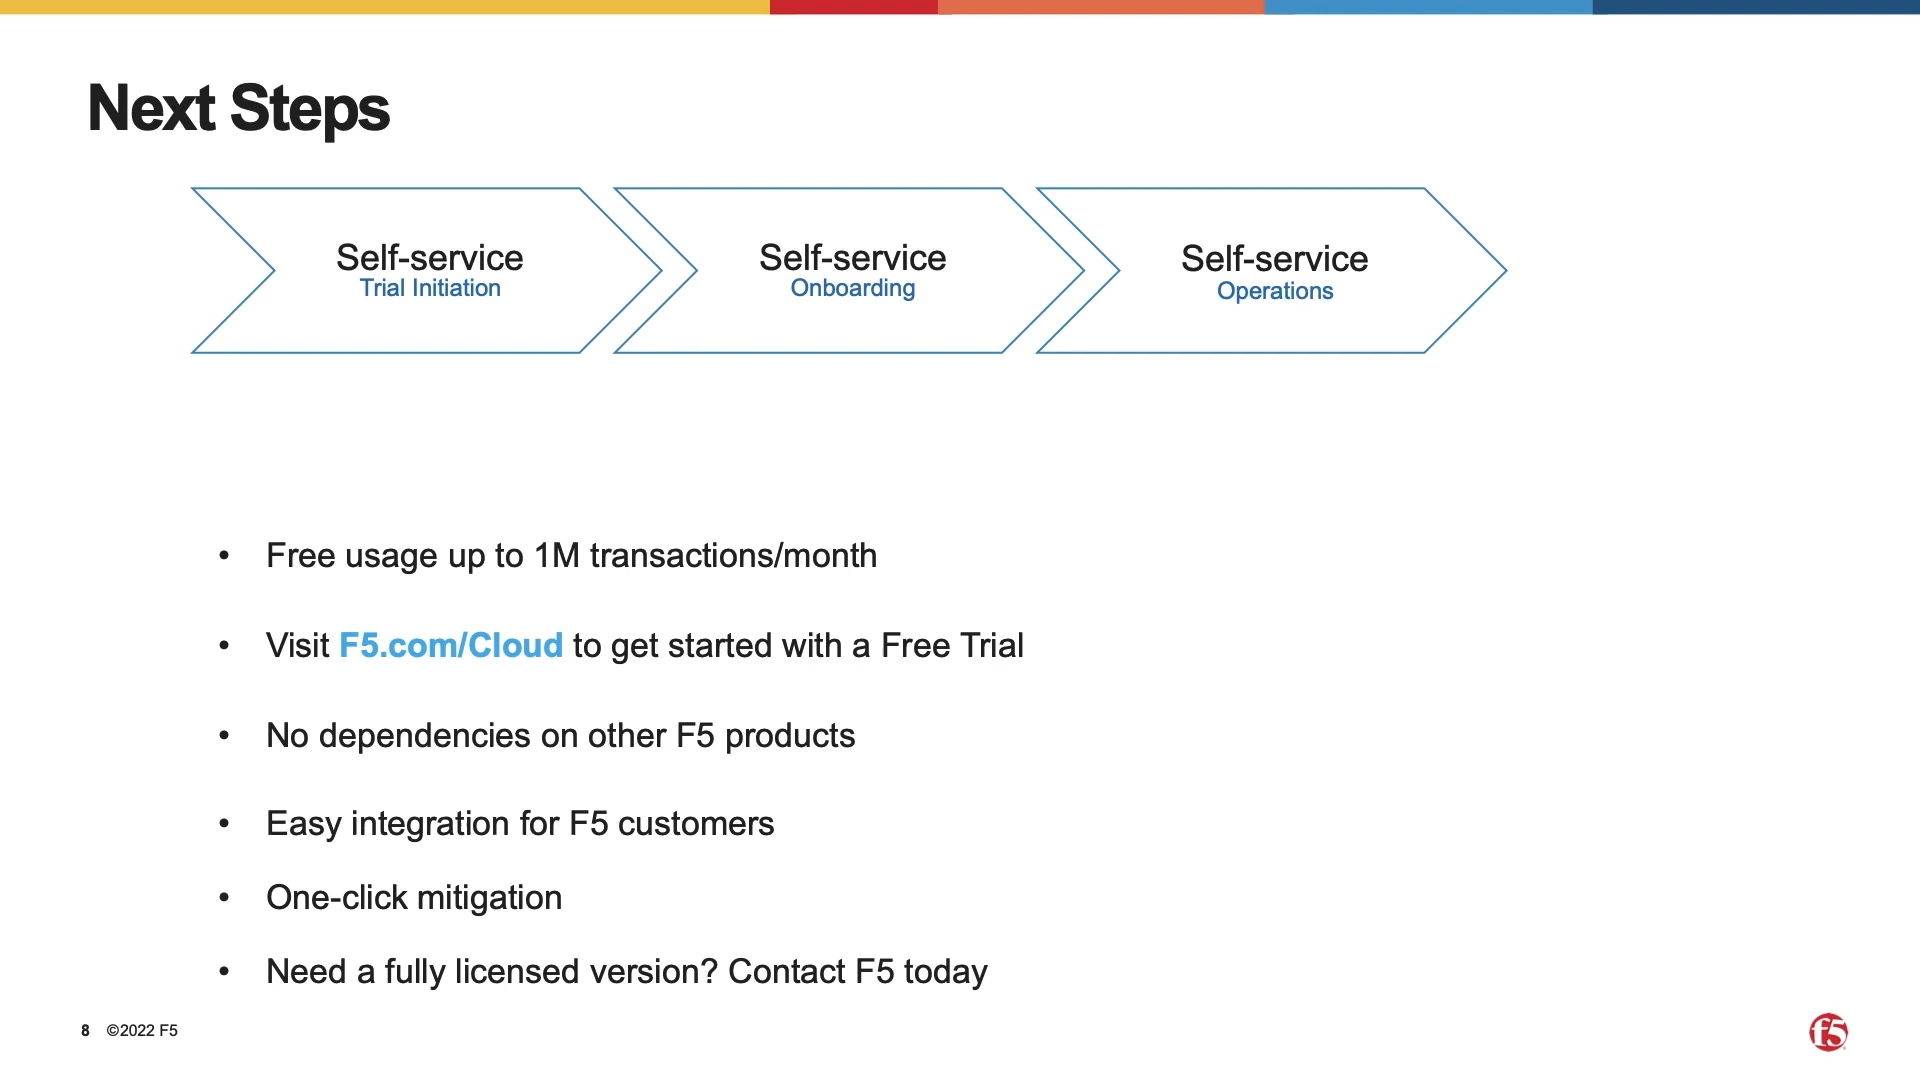 Next Steps
Self-service
Trial Initiation
Self-service
Onboarding
Self-service
Operations
• Free usage up to 1M transactions/month
• Visit F5.com/Cloud to get started with a Free Trial
• No dependencies on other F5 products
• Easy integration for F5 customers
• One-click mitigation
• Need a fully licensed version? Contact F5 today
8 ©2022 F5
f5